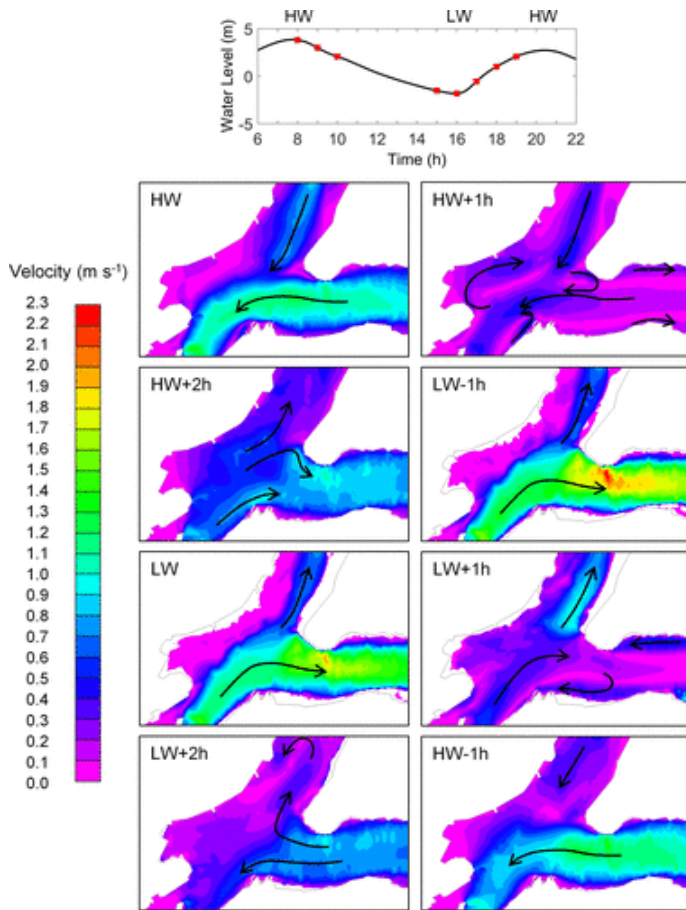 HW LW HW
Water Level (m)
5
0
-5
6 8 10 12 14 16 18 20 22
Time (h)
HW
HW+1h
Velocity (m s⁻¹)
2.3
2.2
2.1
2.0
1.9
1.8
1.7
1.6
1.5
1.4
1.3
1.2
1.1
1.0
0.9
0.8
0.7
0.6
0.5
0.4
0.3
0.2
0.1
0.0
HW+2h
LW-1h
LW
LW+1h
LW+2h
HW-1h